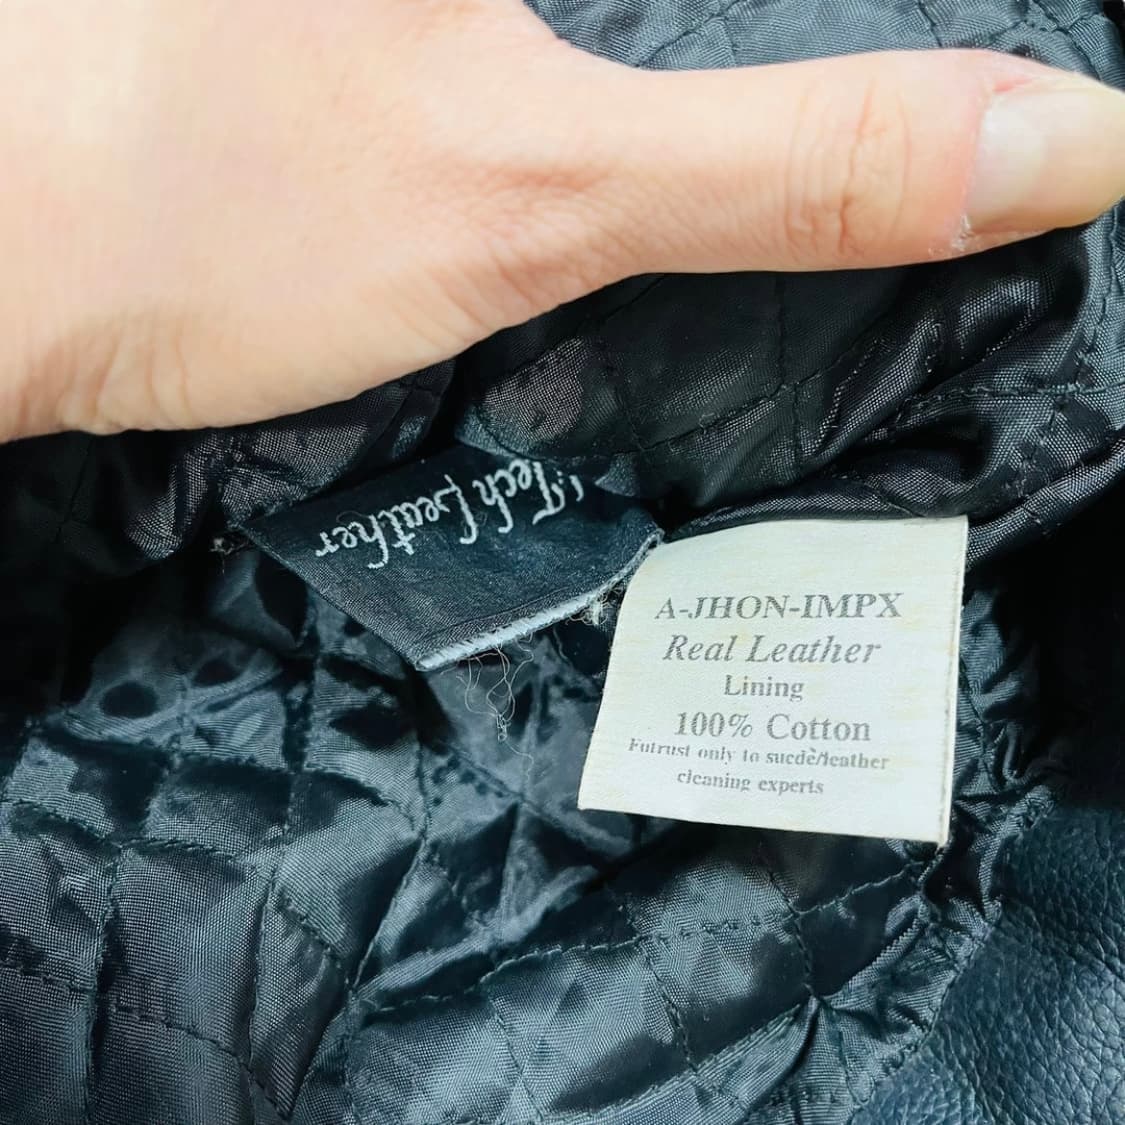 Tech Leather
A-JHON-IMPX
Real Leather
Lining
100% Cotton
Futrust only to suede/leather
cleaning experts